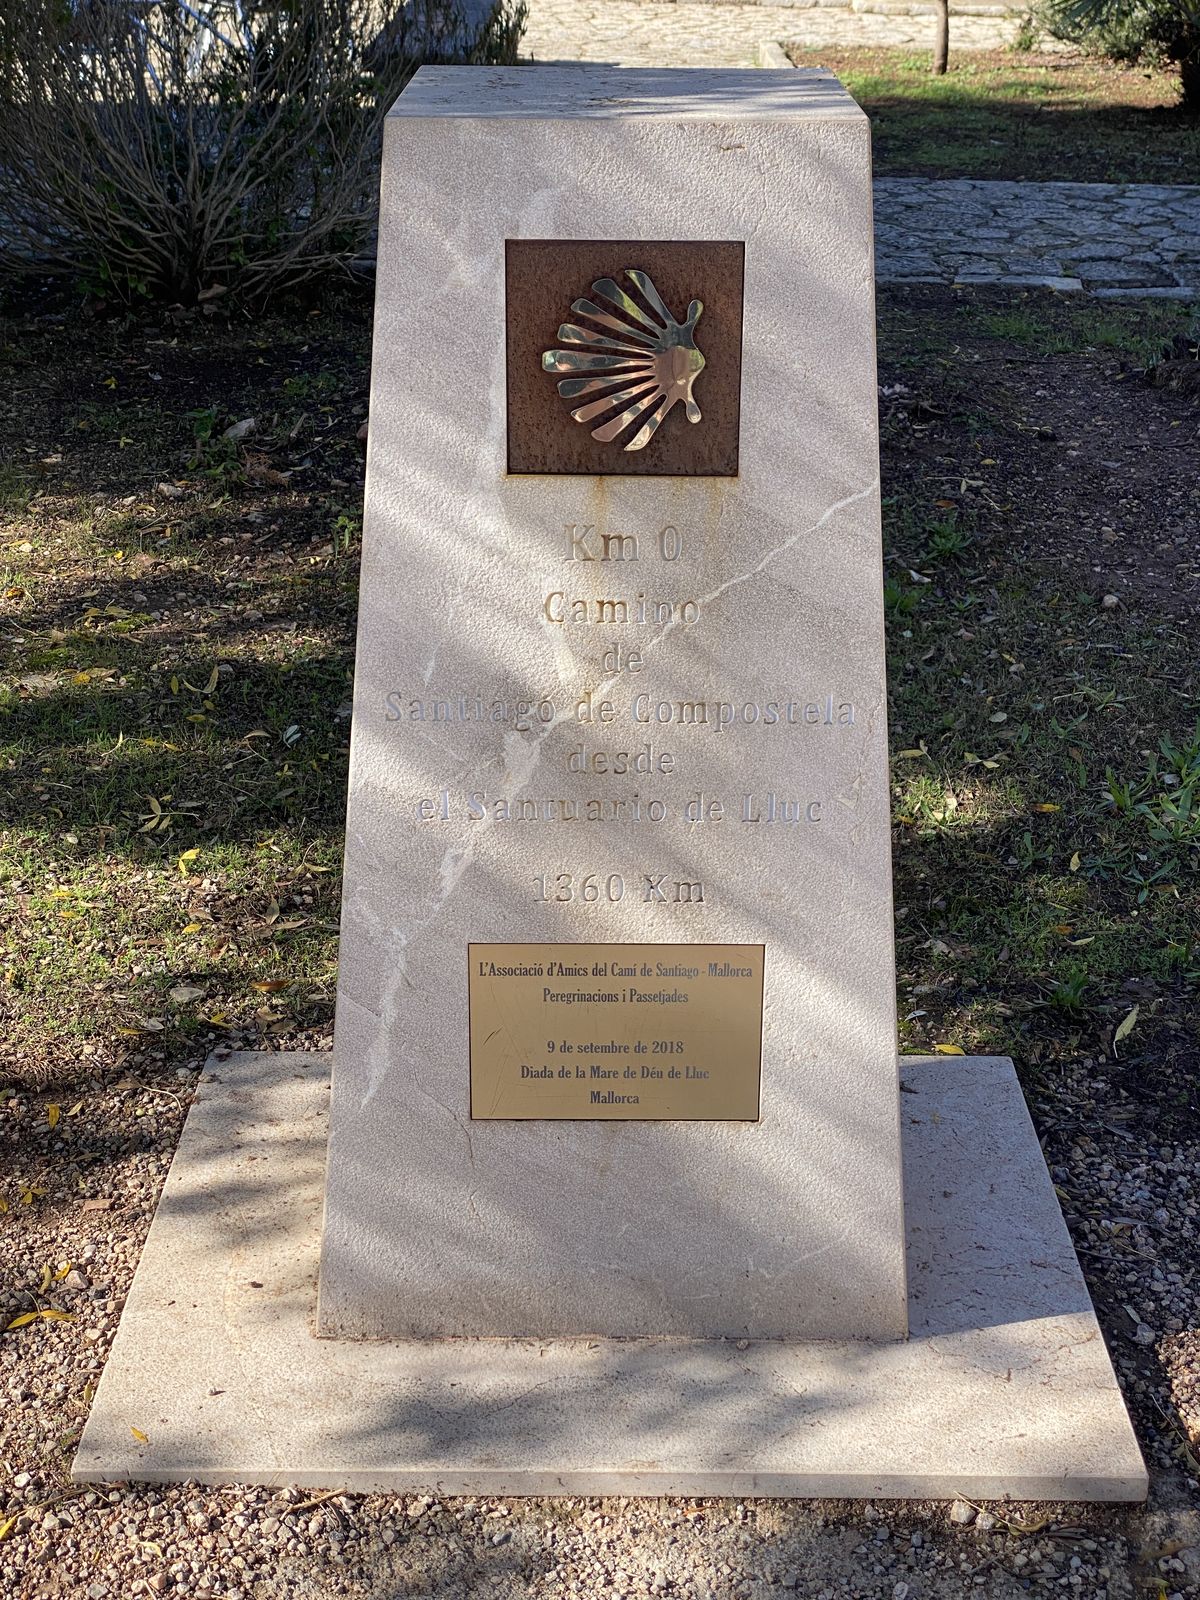 Km 0
Camino
de
Santiago de Compostela
desde
el Santuario de Lluc
1360 Km
L'Associació d'Amics del Camí de Santiago - Mallorca
Peregrinacions i Passetjades
9 de setembre de 2018
Diada de la Mare de Déu de Lluc
Mallorca